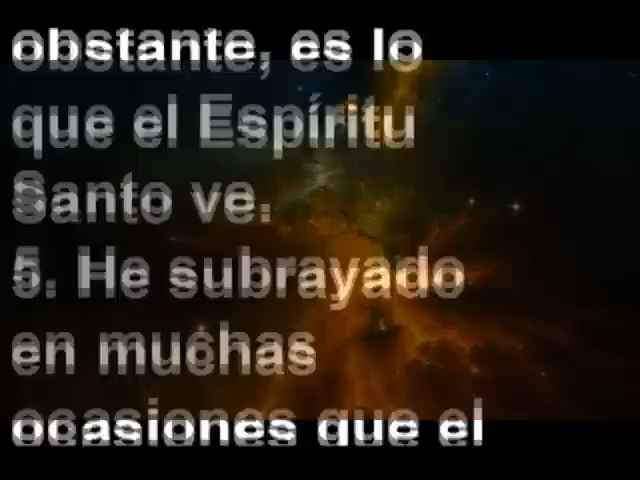 obstante, es lo
que el Espíritu
Santo ve.
5. He subrayado
en muchas
ocasiones que el